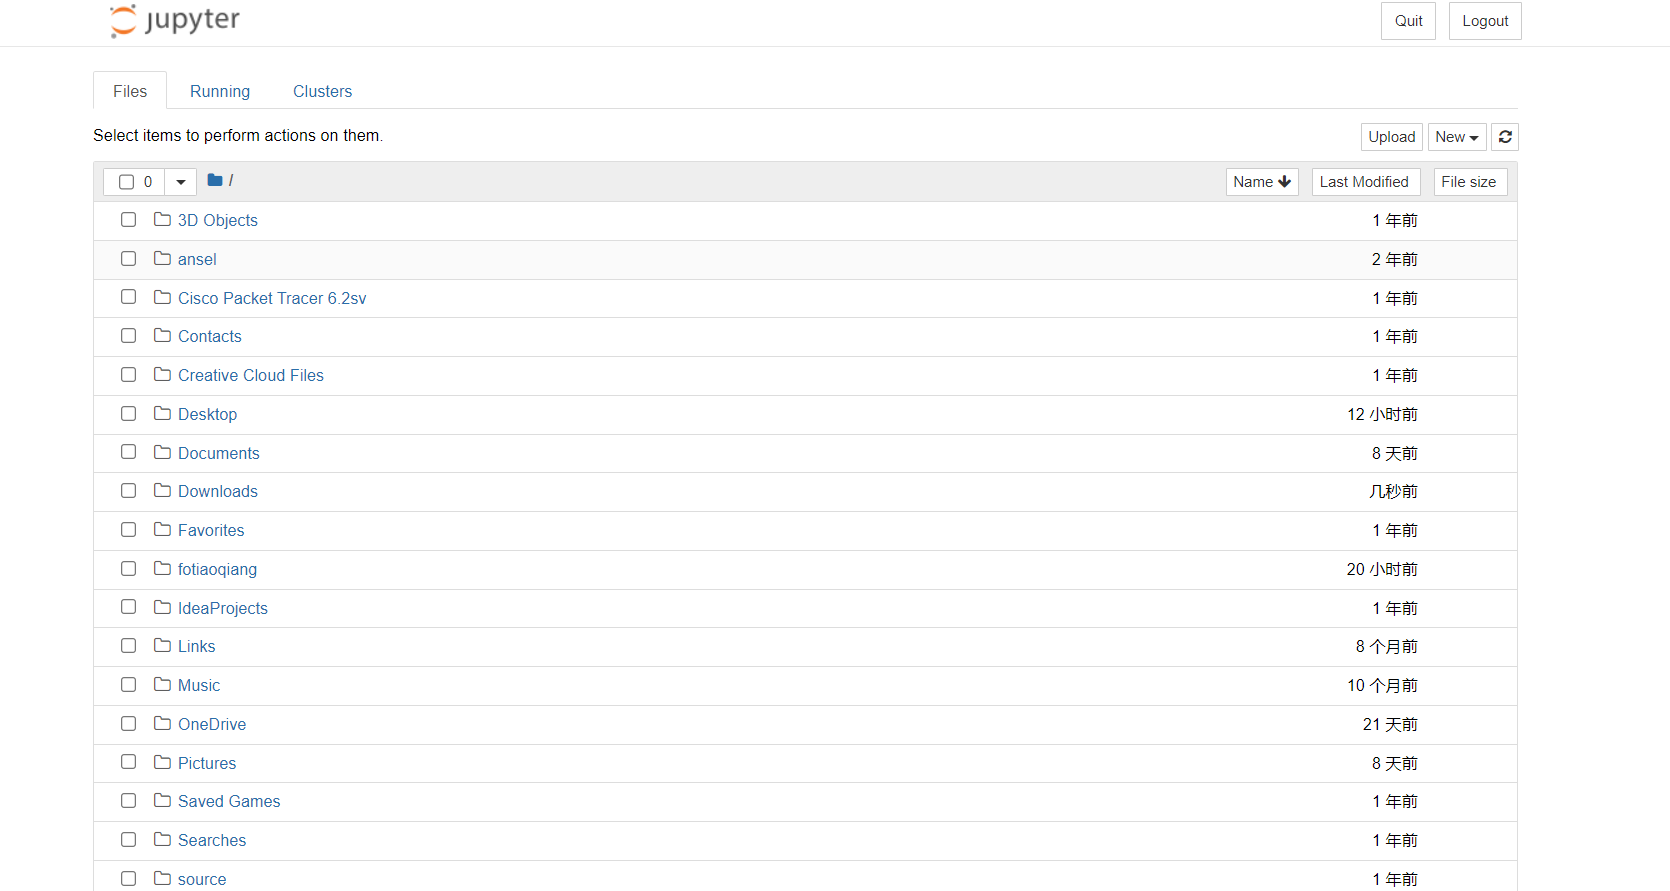 jupyter Quit Logout
Files Running Clusters
Select items to perform actions on them. Upload New
0 / Name Last Modified File size
3D Objects 1 年前
ansel 2 年前
Cisco Packet Tracer 6.2sv 1 年前
Contacts 1 年前
Creative Cloud Files 1 年前
Desktop 12 小时前
Documents 8 天前
Downloads 几秒前
Favorites 1 年前
fotiaoqiang 20 小时前
IdeaProjects 1 年前
Links 8 个月前
Music 10 个月前
OneDrive 21 天前
Pictures 8 天前
Saved Games 1 年前
Searches 1 年前
source 1 年前